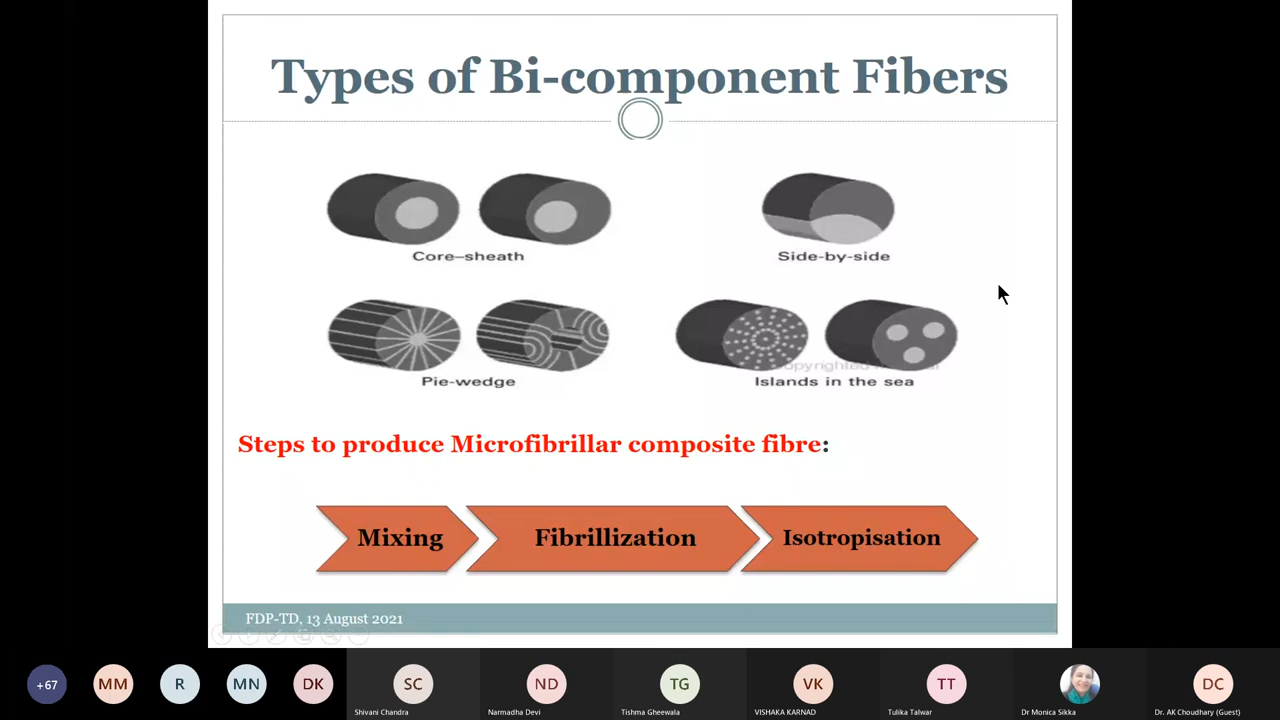 Types of Bi-component Fibers
Core–sheath
Side-by-side
Pie-wedge
Islands in the sea
Steps to produce Microfibrillar composite fibre:
Mixing
Fibrillization
Isotropisation
FDP-TD, 13 August 2021
+67
MM
R
MN
DK
SC
ND
TG
VK
TT
DC
Shivani Chandra
Narmadha Devi
Tishma Gheewala
VISHAKA KARNAD
Tulika Talwar
Dr Monica Sikka
Dr. AK Choudhary (Guest)